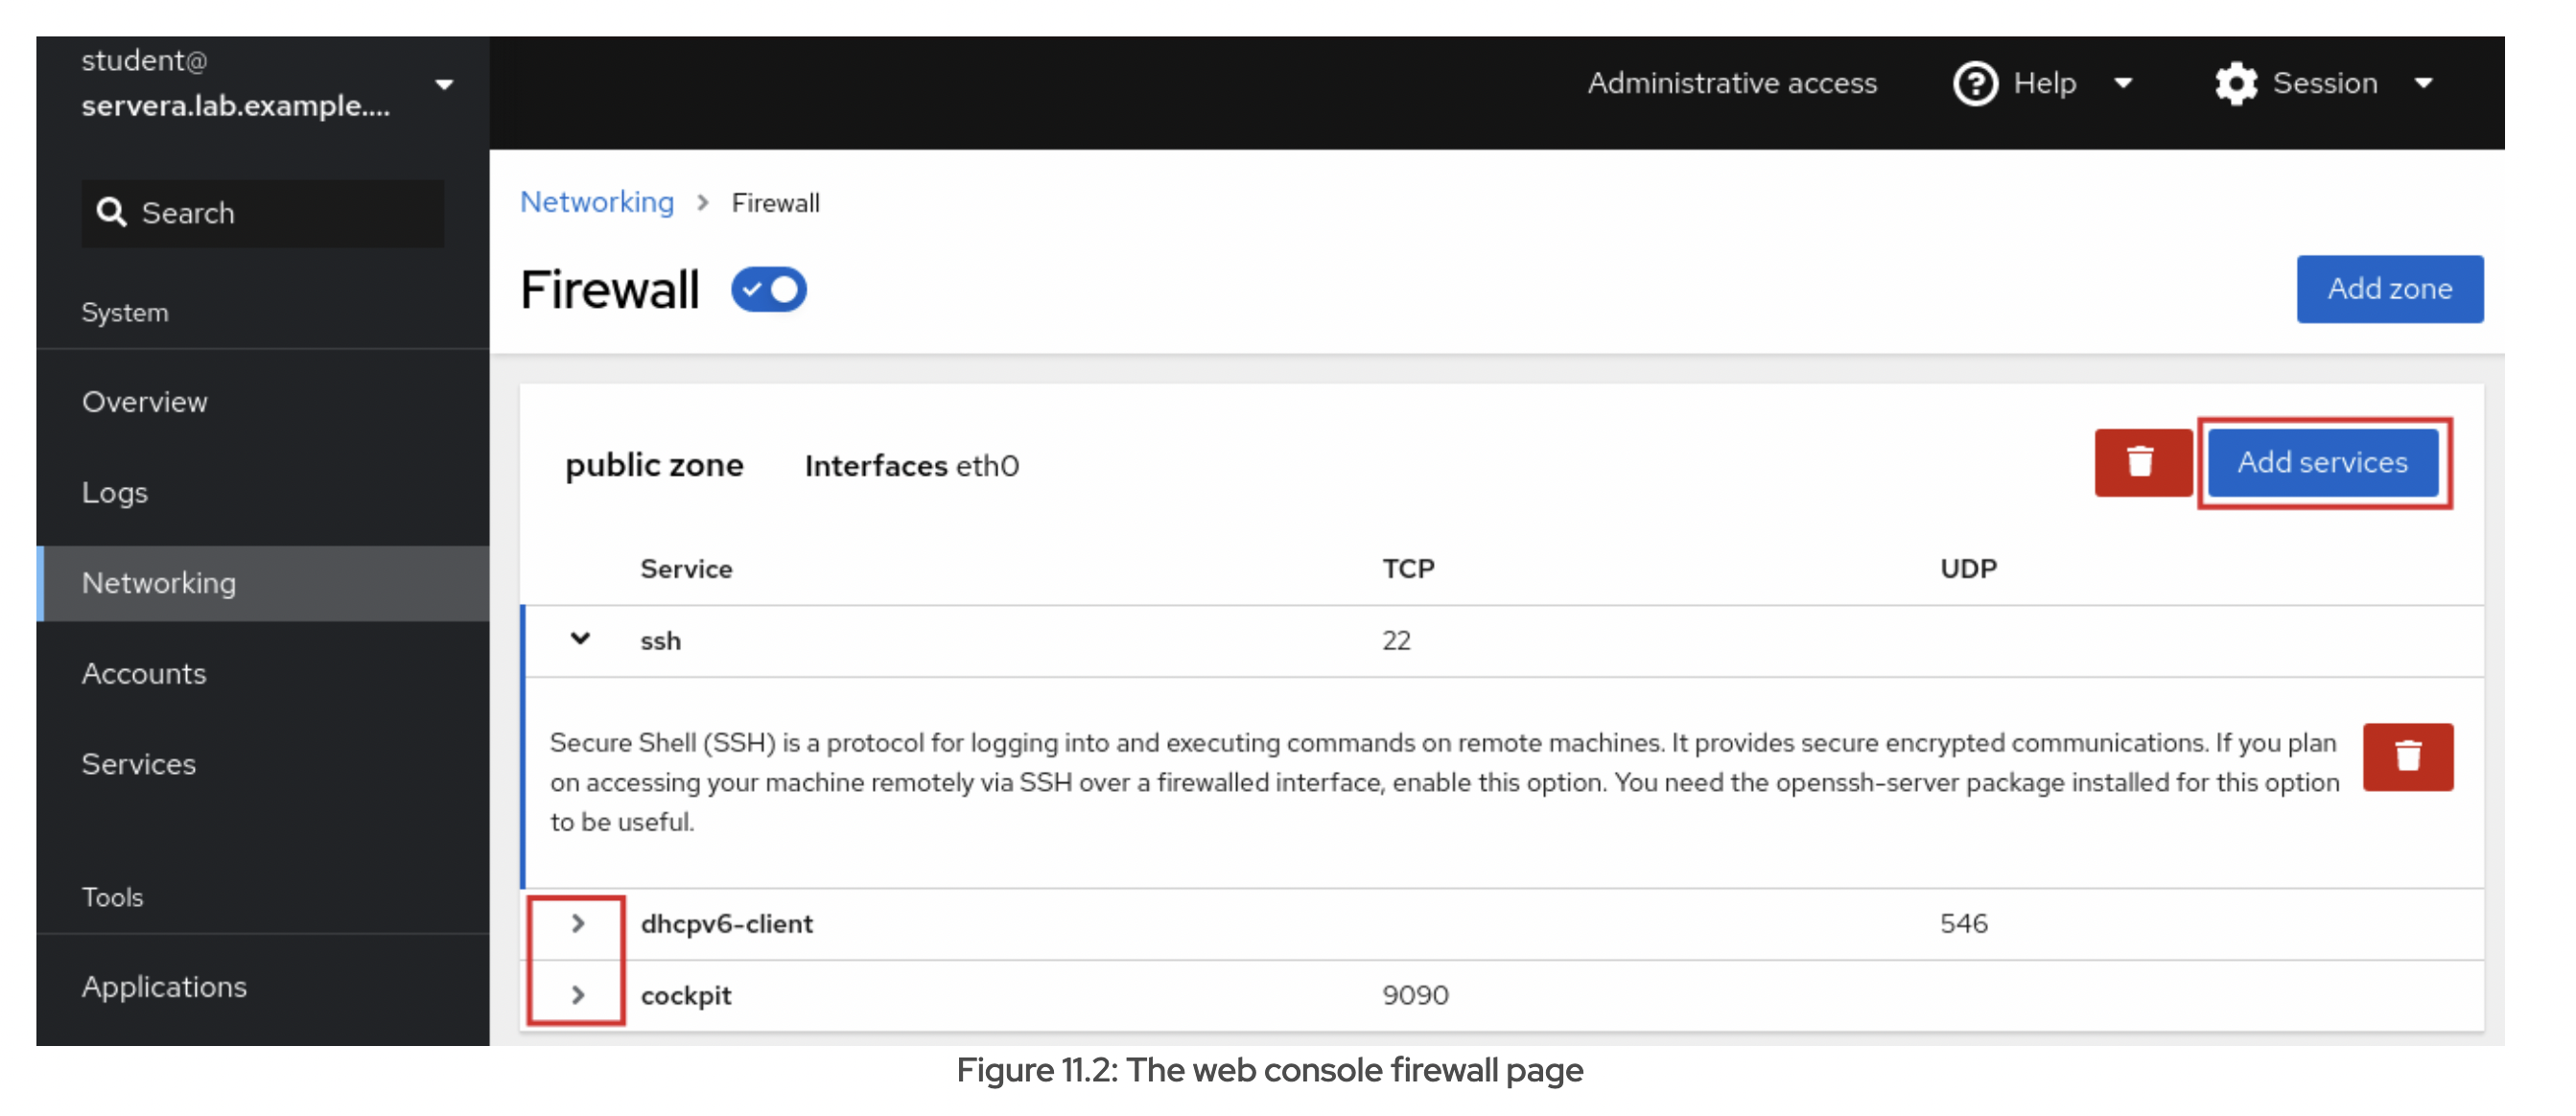 student@
servera.lab.example....
Administrative access
Help
Session
Search
System
Overview
Logs
Networking
Accounts
Services
Tools
Applications
Networking > Firewall
Firewall
Add zone
public zone Interfaces eth0
Add services
Service TCP UDP
ssh 22
Secure Shell (SSH) is a protocol for logging into and executing commands on remote machines. It provides secure encrypted communications. If you plan
on accessing your machine remotely via SSH over a firewalled interface, enable this option. You need the openssh-server package installed for this option
to be useful.
dhcpv6-client 546
cockpit 9090
Figure 11.2: The web console firewall page